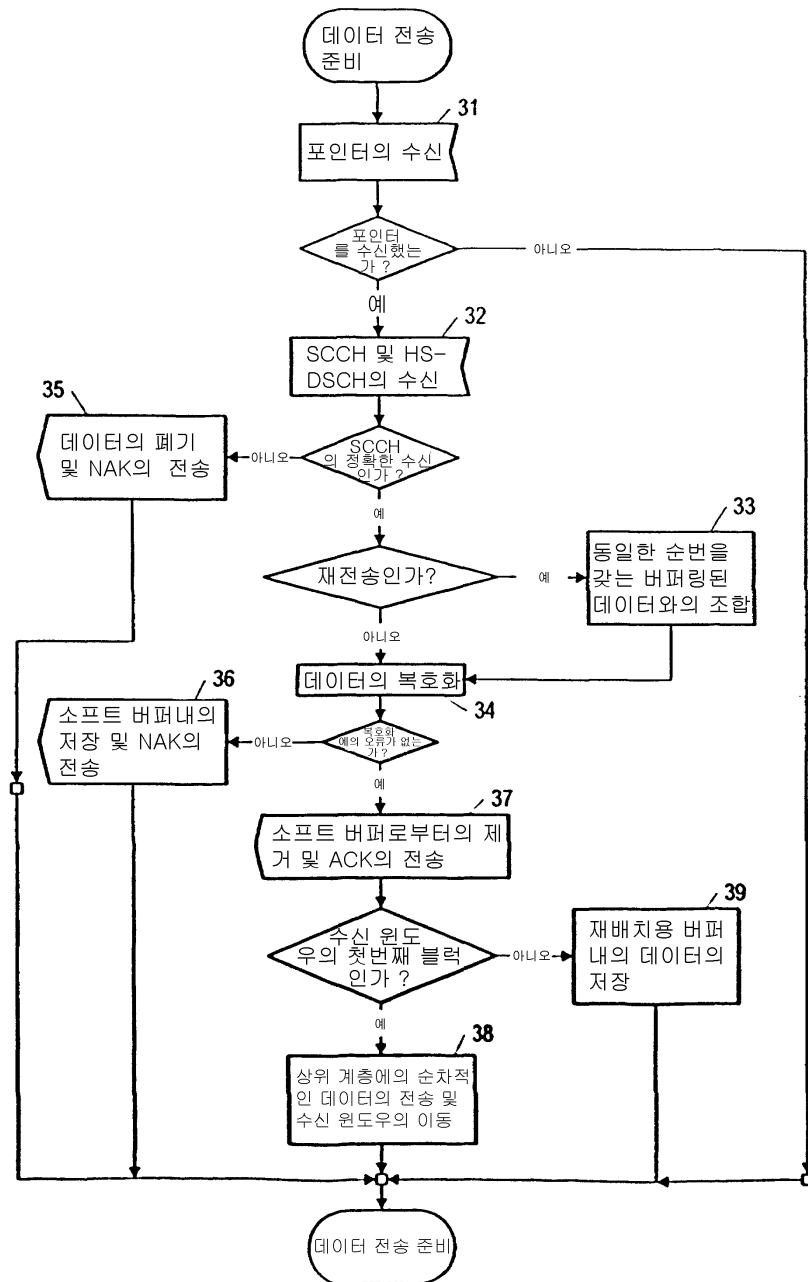 데이터 전송
준비
31
포인터의 수신
포인터
를 수신했는
가 ?
아니오
예
32
SCCH 및 HS-
DSCH의 수신
35
데이터의 폐기
및 NAK의 전송
아니오
SCCH
의 정확한 수신
인가 ?
예
33
재전송인가?
예
동일한 순번을
갖는 버퍼링된
데이터와의 조합
아니오
데이터의 복호화
34
36
소프트 버퍼내의
저장 및 NAK의
전송
아니오
복호화
에의 오류가 없는
가 ?
예
37
소프트 버퍼로부터의 제
거 및 ACK의 전송
수신 윈도
우의 첫번째 블럭
인가 ?
아니오
39
재배치용 버퍼
내의 데이터의
저장
예
38
상위 계층에의 순차적
인 데이터의 전송 및
수신 윈도우의 이동
데이터 전송 준비